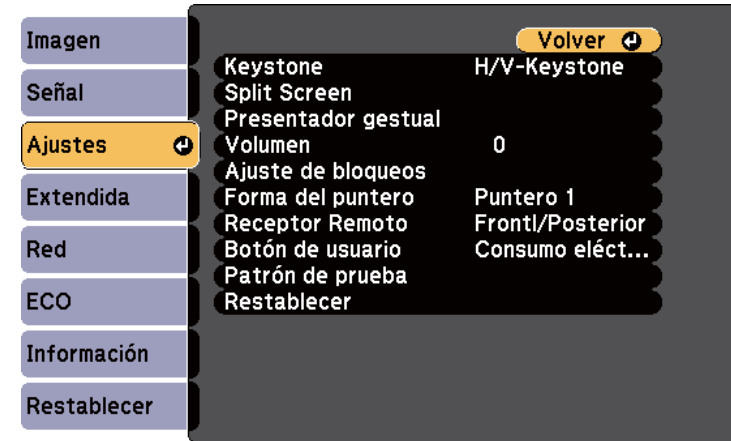 Imagen
Señal
Ajustes
Extendida
Red
ECO
Información
Restablecer
Volver
Keystone H/V-Keystone
Split Screen
Presentador gestual
Volumen 0
Ajuste de bloqueos
Forma del puntero Puntero 1
Receptor Remoto Frontl/Posterior
Botón de usuario Consumo eléct...
Patrón de prueba
Restablecer